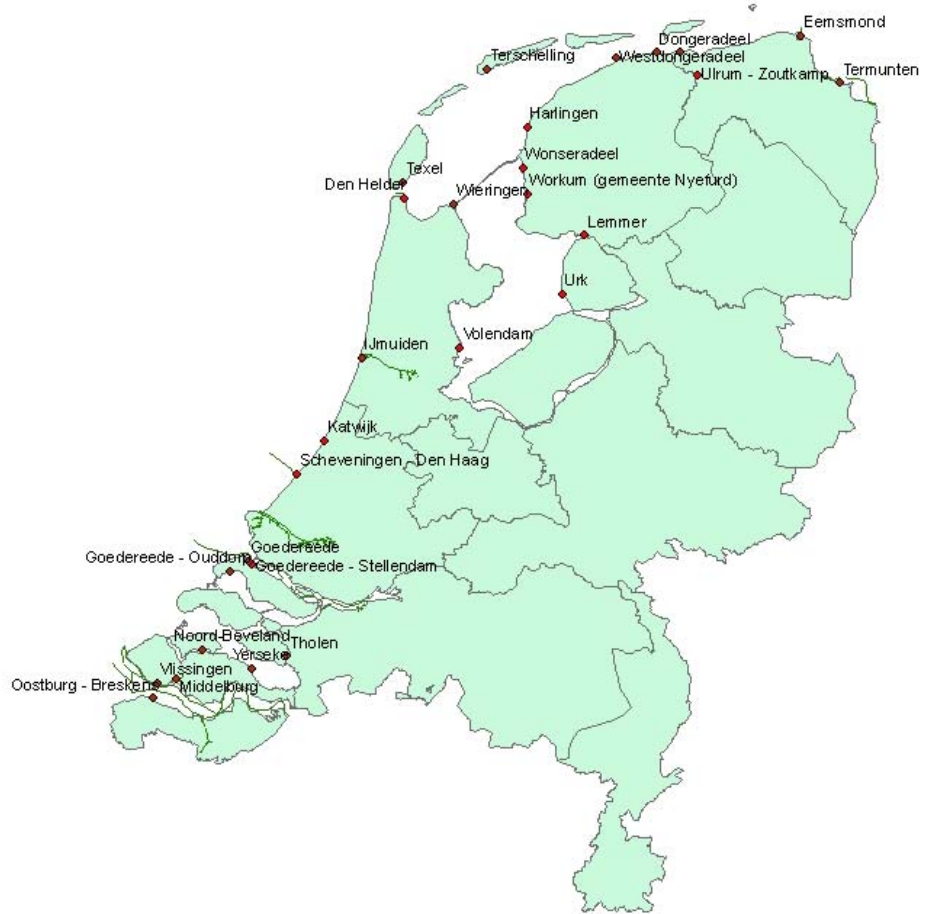 Eemsmond
Dongeradeel
Terschelling
Westdongeradeel
Ulrum - Zoutkamp
Termunten
Harlingen
Wonseradeel
Texel
Den Helder
Wieringen
Workum (gemeente Nyefurd)
Lemmer
Urk
Volendam
IJmuiden
Katwijk
Scheveningen - Den Haag
Goedereede
Goedereede - Ouddorp
Goedereede - Stellendam
Noord-Beveland
Tholen
Yerseke
Vlissingen
Oostburg - Breskens
Middelburg